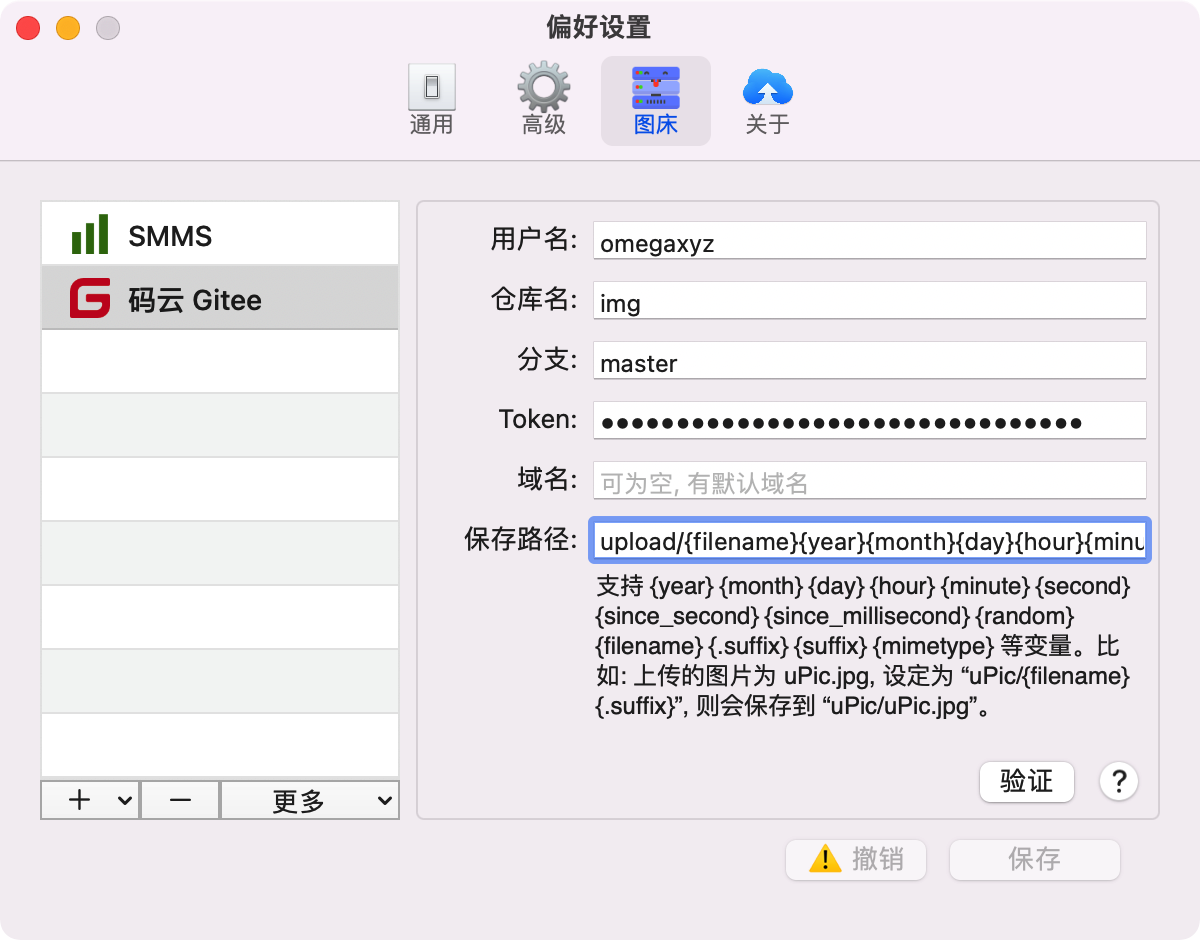 偏好设置
通用
高级
图床
关于
SMMS
码云 Gitee
用户名:
omegaxyz
仓库名:
img
分支:
master
Token:
●●●●●●●●●●●●●●●●●●●●●●●●●●●●●●●●
域名:
可为空, 有默认域名
保存路径:
upload/{filename}{year}{month}{day}{hour}{minu
支持 {year} {month} {day} {hour} {minute} {second}
{since_second} {since_millisecond} {random}
{filename} {.suffix} {suffix} {mimetype} 等变量。比
如: 上传的图片为 uPic.jpg, 设定为 “uPic/{filename}
{.suffix}”, 则会保存到 “uPic/uPic.jpg”。
验证
?
更多
撤销
保存